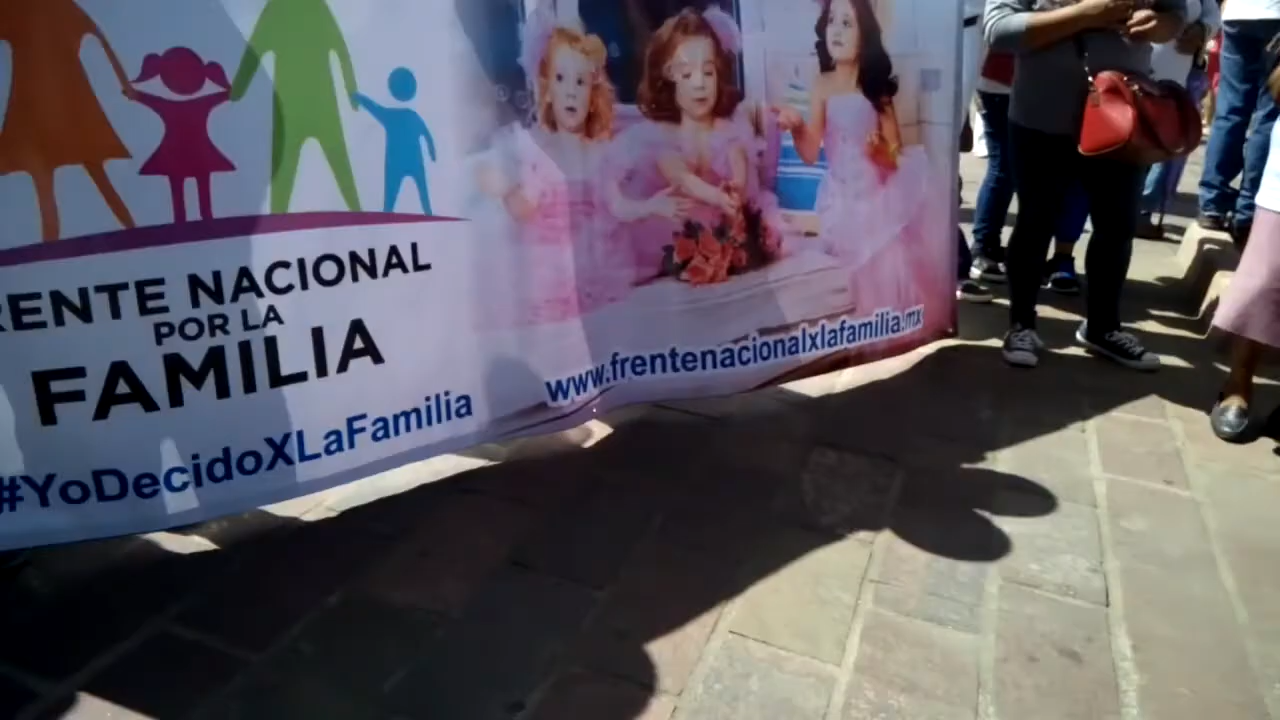 RENTE NACIONAL
POR LA
FAMILIA
#YoDecidoXLaFamilia
www.frentenacionalxlafamilia.mx